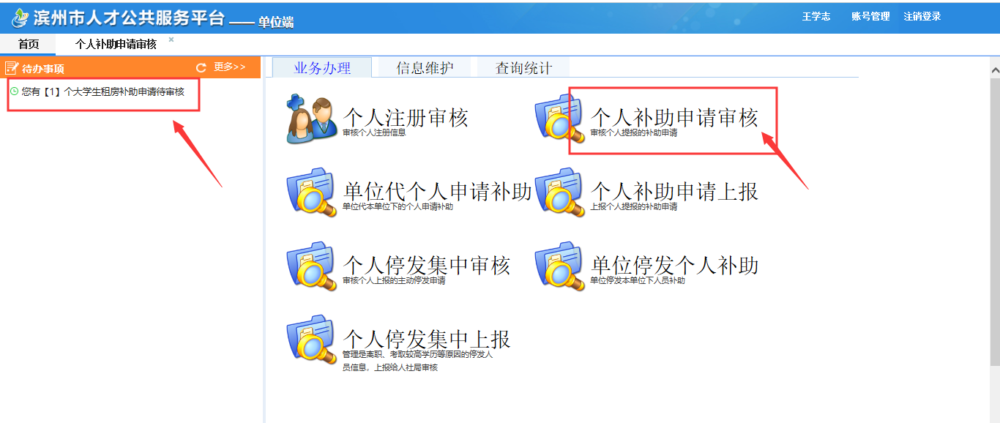 滨州市人才公共服务平台 —— 单位端
王学志 账号管理 注销登录
首页 个人补助申请审核 ×
待办事项 更多>>
您有【1】个大学生租房补助申请待审核
业务办理 信息维护 查询统计
个人注册审核
审核个人注册信息
个人补助申请审核
审核个人提报的补助申请
单位代个人申请补助
单位代本单位下的个人申请补助
个人补助申请上报
上报个人提报的补助申请
个人停发集中审核
审核个人上报的主动停发申请
单位停发个人补助
单位停发本单位下人员补助
个人停发集中上报
管理是离职、考取较高学历等原因的停发人
员信息，上报给人社局审核